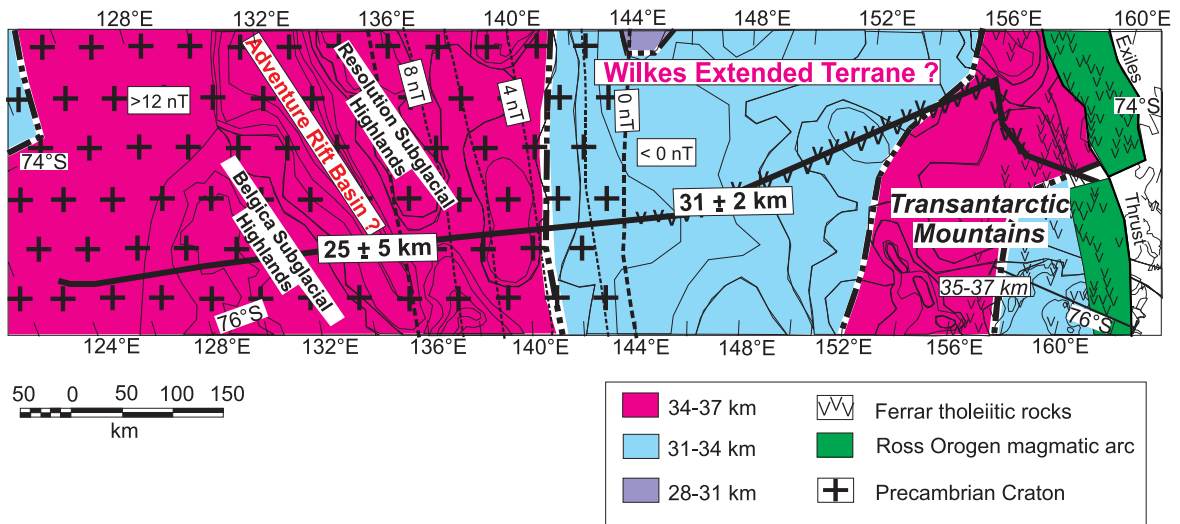 128°E 132°E 136°E 140°E 144°E 148°E 152°E 156°E 160°E
Wilkes Extended Terrane ?
Adventure Rift Basin ?
Resolution Subglacial
Highlands
8 nT
4 nT
0 nT
>12 nT
< 0 nT
Exiles
74°S
74°S
Belgica Subglacial
Highlands
31 ± 2 km
25 ± 5 km
Transantarctic
Mountains
Thrust
35-37 km
76°S
76°S
124°E 128°E 132°E 136°E 140°E 144°E 148°E 152°E 156°E 160°E
50 0 50 100 150
km
34-37 km
31-34 km
28-31 km
Ferrar tholeiitic rocks
Ross Orogen magmatic arc
Precambrian Craton